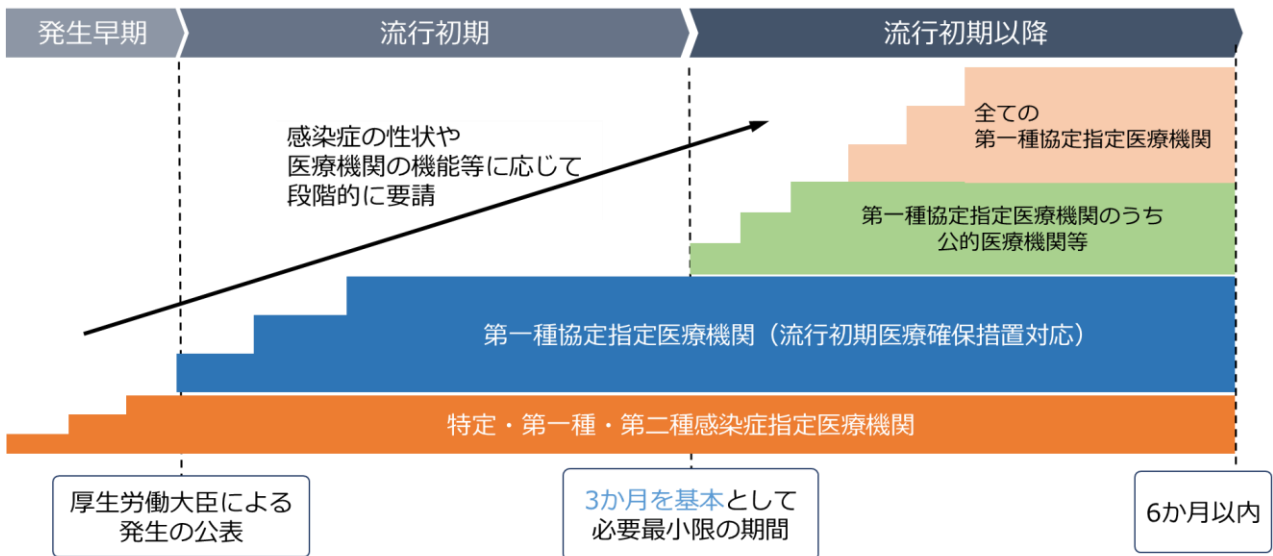 発生早期
流行初期
流行初期以降
感染症の性状や
医療機関の機能等に応じて
段階的に要請
全ての
第一種協定指定医療機関
第一種協定指定医療機関のうち
公的医療機関等
第一種協定指定医療機関（流行初期医療確保措置対応）
特定・第一種・第二種感染症指定医療機関
厚生労働大臣による
発生の公表
3か月を基本として
必要最小限の期間
6か月以内